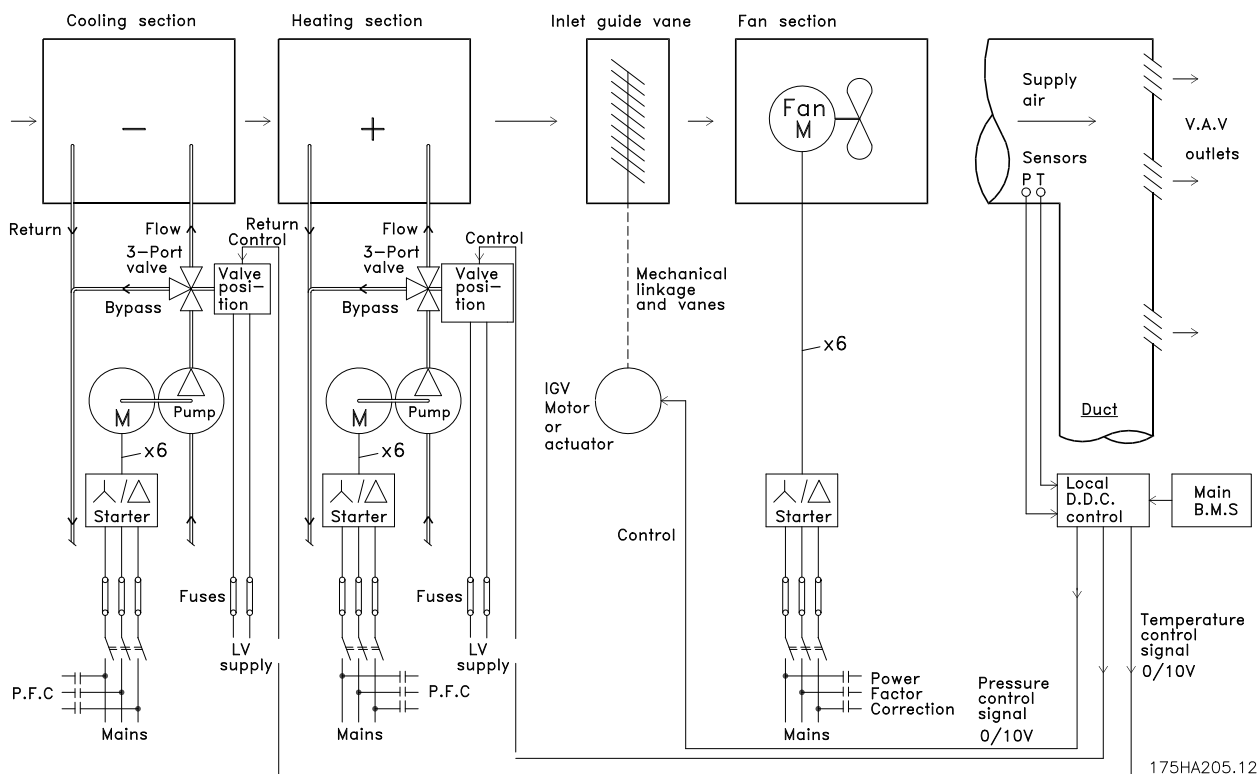 Cooling section
Heating section
Inlet guide vane
Fan section
−
+
Fan
M
Supply
air
V.A.V
outlets
Sensors
P T
Return
Flow
Return
Control
Flow
Control
3-Port
valve
3-Port
valve
Valve
posi-
tion
Valve
posi-
tion
Bypass
Bypass
Mechanical
linkage
and vanes
x6
M
Pump
M
Pump
IGV
Motor
or
actuator
Duct
x6
x6
Starter
Starter
Starter
Local
D.D.C.
control
Main
B.M.S
Control
Fuses
Fuses
LV
supply
LV
supply
Temperature
control
signal
0/10V
P.F.C
P.F.C
Power
Factor
Correction
Pressure
control
signal
0/10V
Mains
Mains
Mains
175HA205.12